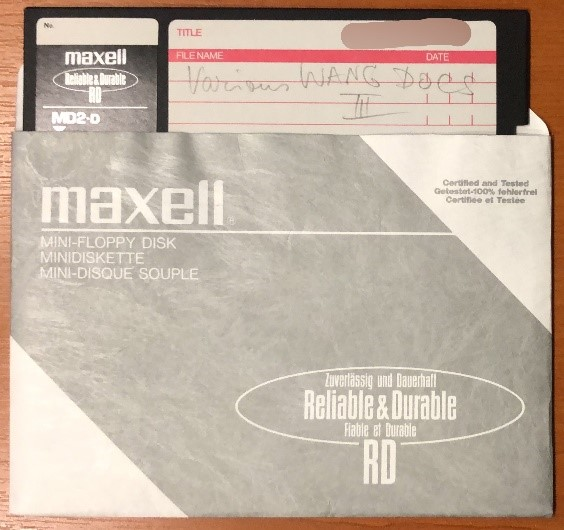 No.
maxell
Reliable & Durable
RD
MD2-D
TITLE
FILE NAME DATE
Various WANG DOCS
III
maxell®
MINI-FLOPPY DISK
MINIDISKETTE
MINI-DISQUE SOUPLE
Certified and Tested
Getestet-100% fehlerfrei
Certifiee et Testee
Zuverlässig und Dauerhaft
Reliable & Durable
Fiable et Durable
RD